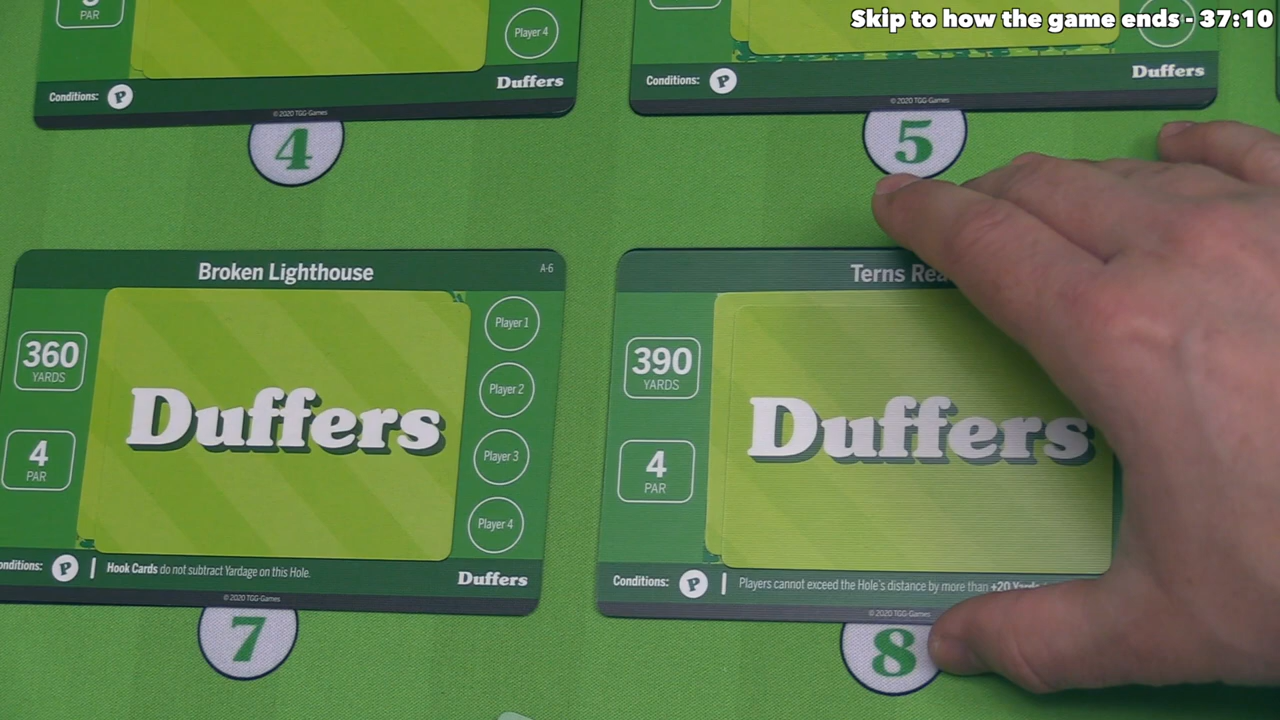 Skip to how the game ends - 37:10
PAR
Player 4
Duffers
Conditions: P
© 2020 TGG-Games
4
Duffers
Conditions: P
© 2020 TGG-Games
5
Broken Lighthouse
A-6
360
YARDS
4
PAR
Duffers
Player 1
Player 2
Player 3
Player 4
onditions: P | Hook Cards do not subtract Yardage on this Hole.
Duffers
© 2020 TGG-Games
7
Terns
390
YARDS
4
PAR
Duffers
Conditions: P | Players cannot exceed the Hole's distance by more than +20 Yards
© 2020 TGG-Games
8